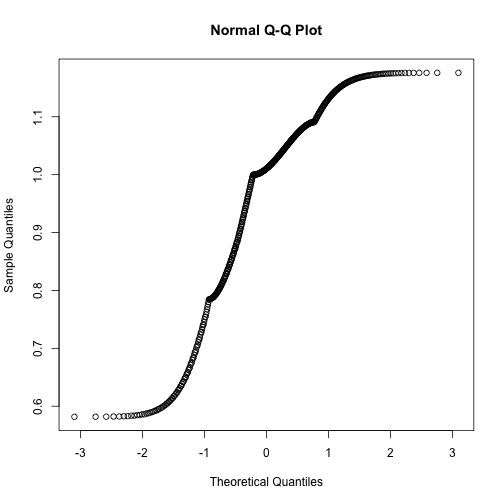 Normal Q-Q Plot
1.1
1.0
0.9
0.8
0.7
0.6
Sample Quantiles
-3 -2 -1 0 1 2 3
Theoretical Quantiles